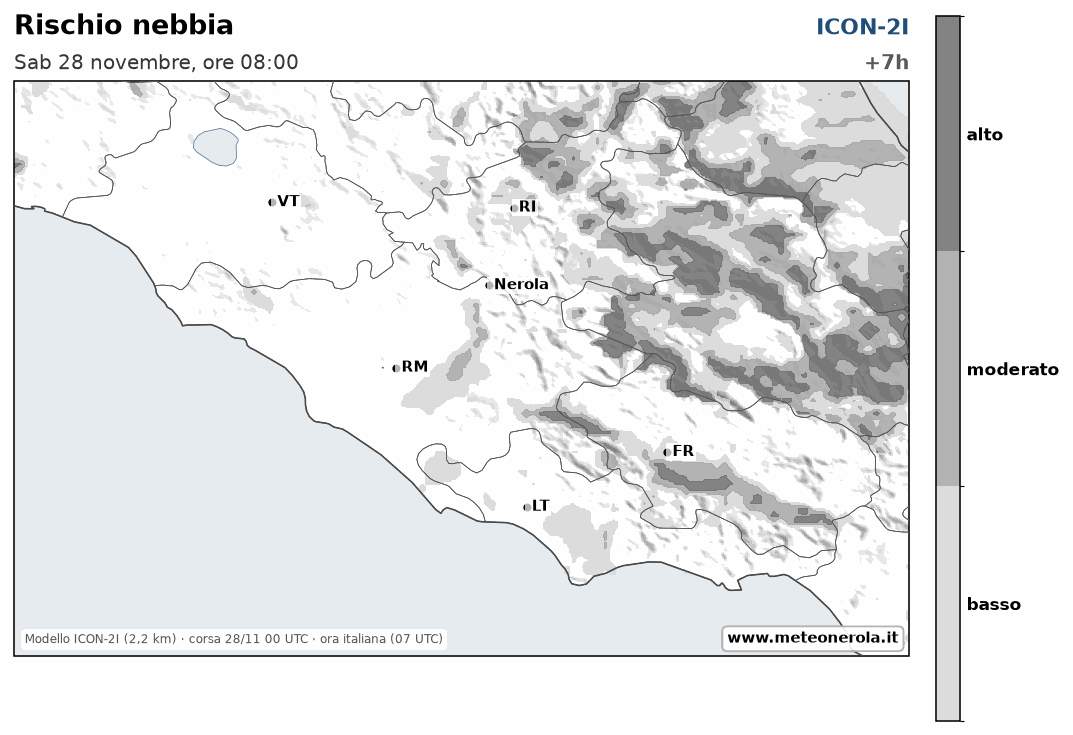 Rischio nebbia
ICON-2I
Sab 28 novembre, ore 08:00
+7h
alto
VT
RI
Nerola
RM
moderato
FR
LT
basso
Modello ICON-2I (2,2 km) · corsa 28/11 00 UTC · ora italiana (07 UTC)
www.meteonerola.it